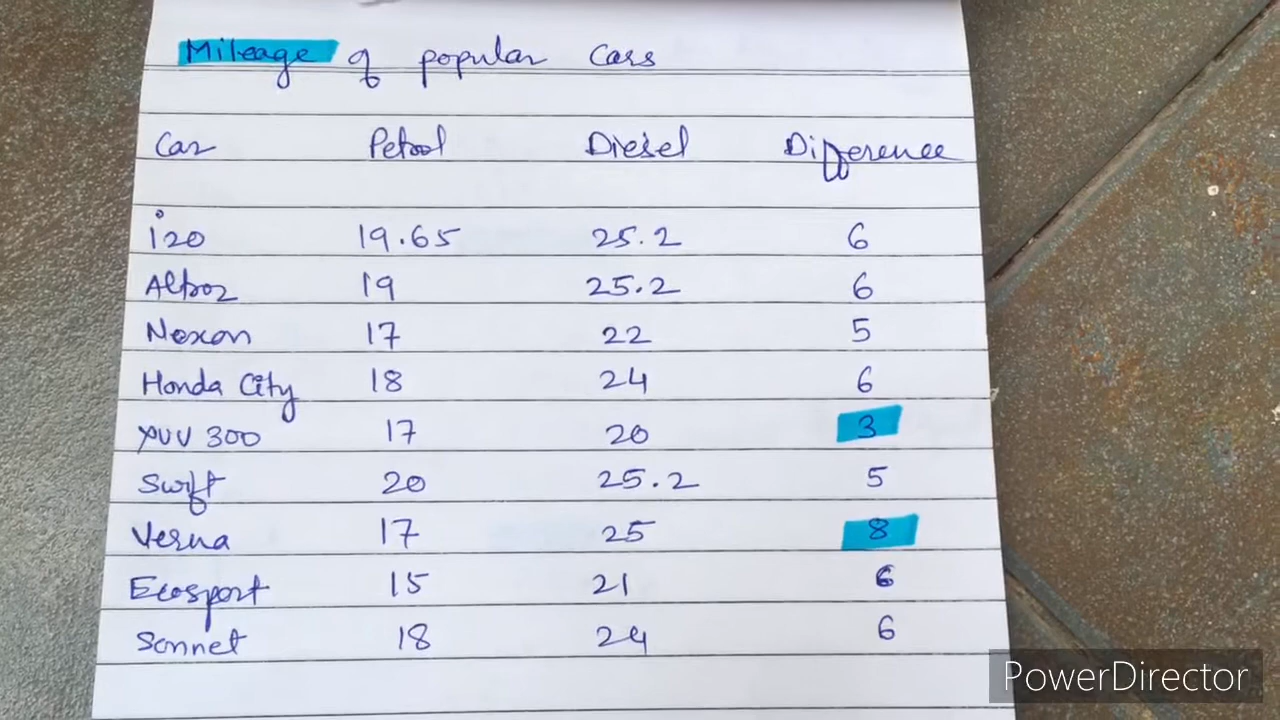 Mileage of popular Cars
Car Petrol Diesel Difference
i20 19.65 25.2 6
Altroz 19 25.2 6
Nexon 17 22 5
Honda City 18 24 6
XUV 300 17 20 3
Swift 20 25.2 5
Verna 17 25 8
Ecosport 15 21 6
Sonnet 18 24 6
PowerDirector